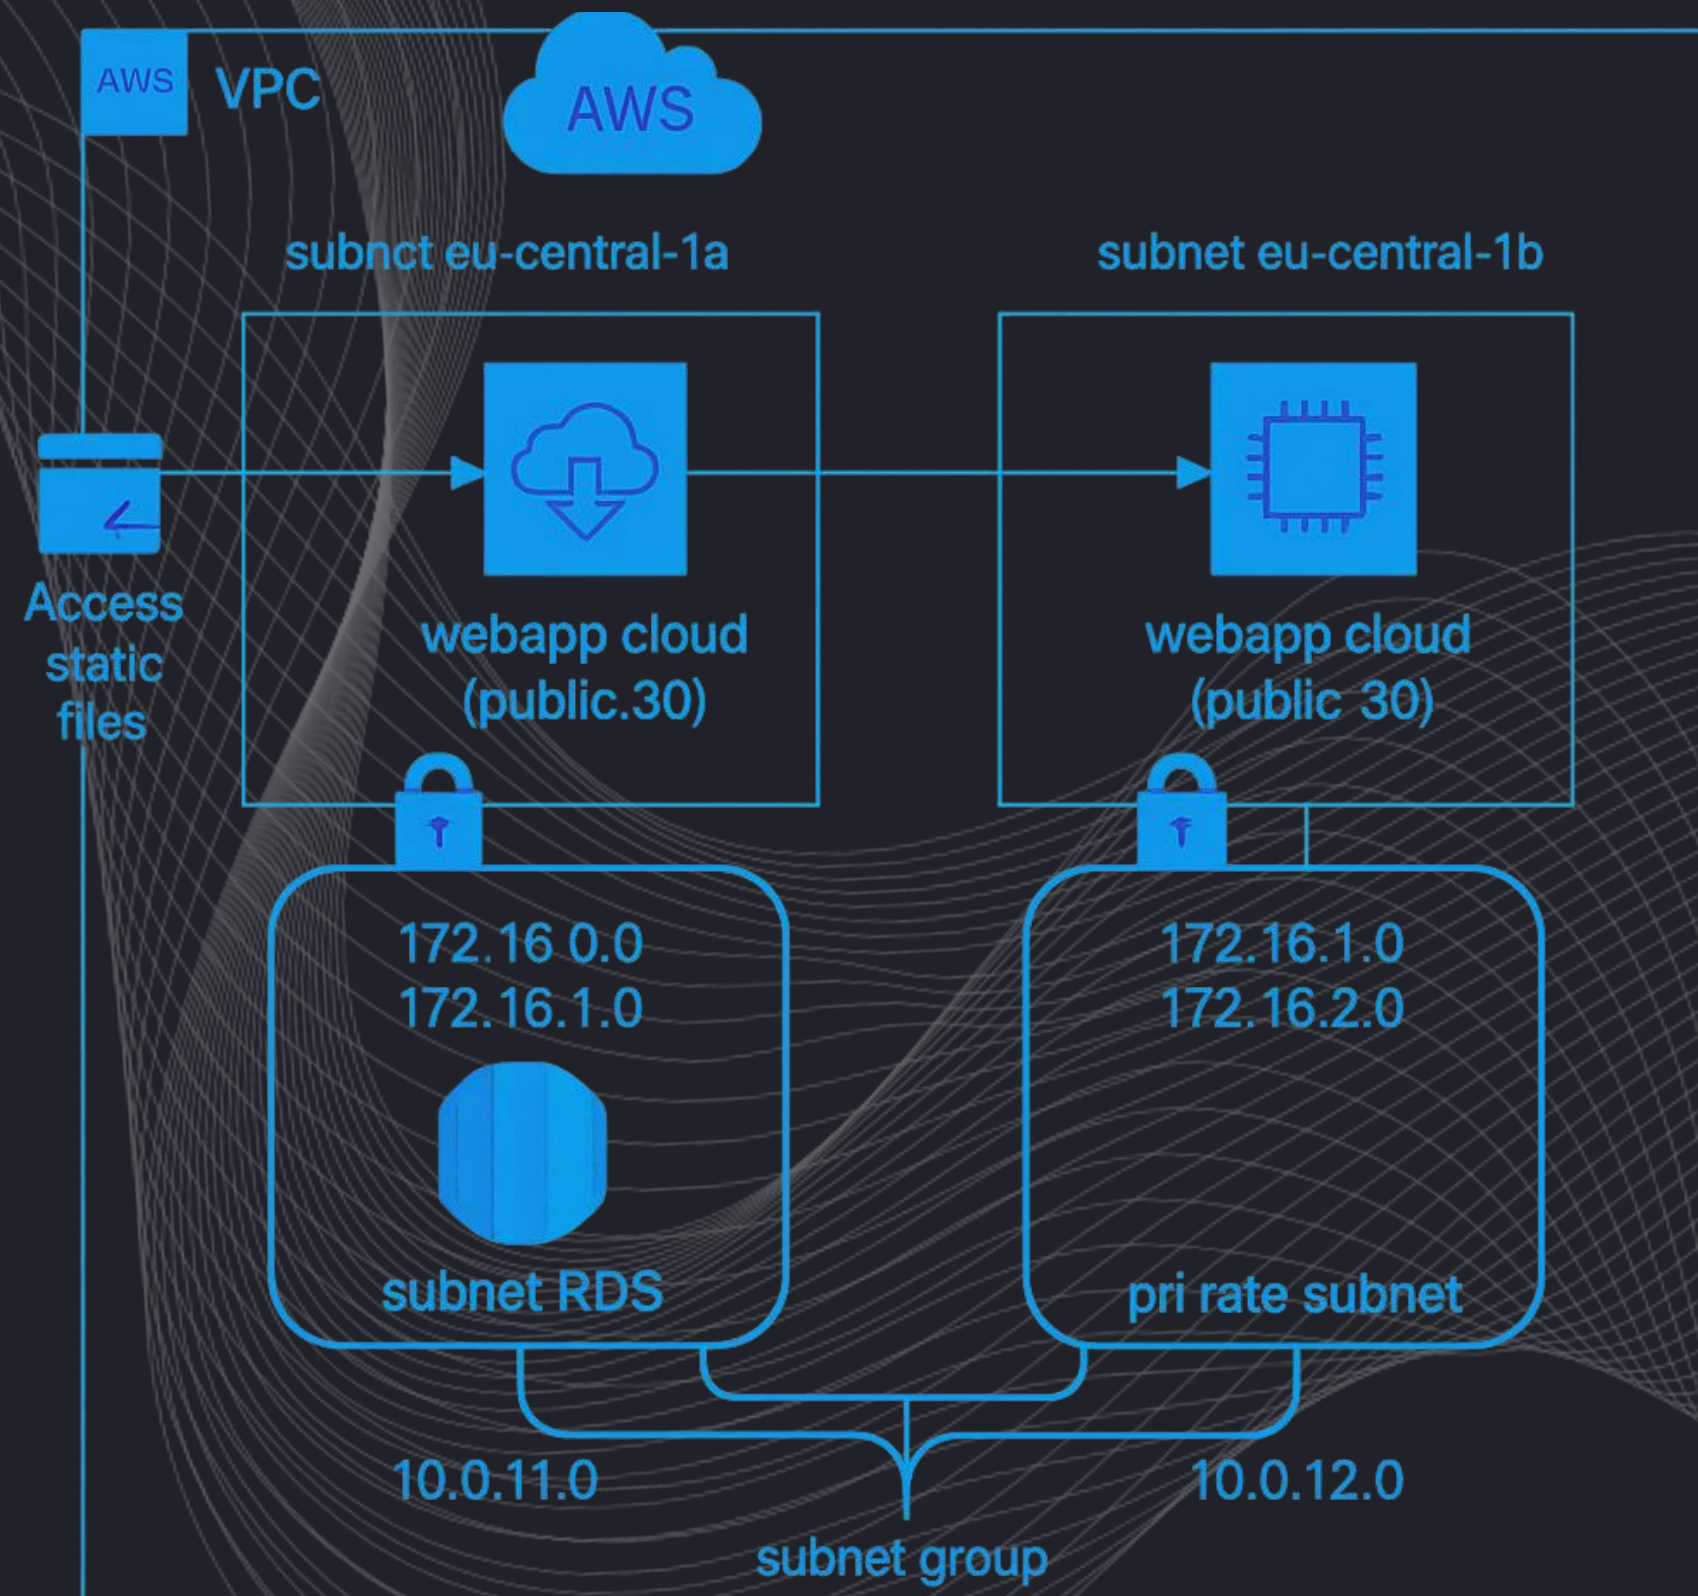 AWS
VPC
AWS
subnct eu-central-1a
subnet eu-central-1b
Access
static
files
webapp cloud
(public.30)
webapp cloud
(public 30)
172.16 0.0
172.16.1.0
subnet RDS
172.16.1.0
172.16.2.0
pri rate subnet
10.0.11.0
10.0.12.0
subnet group